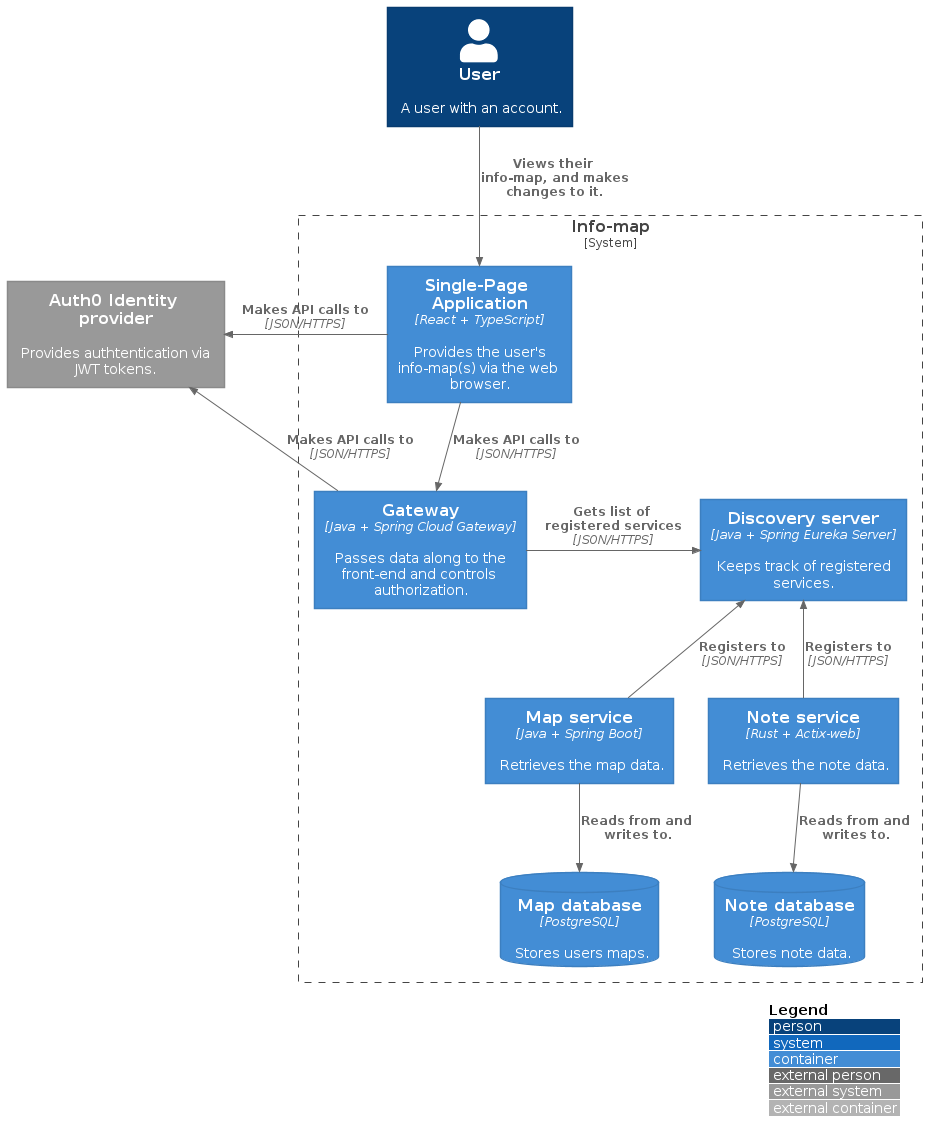 User
A user with an account.
Views their
info-map, and makes
changes to it.
Info-map
[System]
Single-Page
Application
[React + TypeScript]
Provides the user's
info-map(s) via the web
browser.
Auth0 Identity
provider
Provides authtentication via
JWT tokens.
Makes API calls to
[JSON/HTTPS]
Makes API calls to
[JSON/HTTPS]
Makes API calls to
[JSON/HTTPS]
Gateway
[Java + Spring Cloud Gateway]
Passes data along to the
front-end and controls
authorization.
Gets list of
registered services
[JSON/HTTPS]
Discovery server
[Java + Spring Eureka Server]
Keeps track of registered
services.
Registers to
[JSON/HTTPS]
Registers to
[JSON/HTTPS]
Map service
[Java + Spring Boot]
Retrieves the map data.
Note service
[Rust + Actix-web]
Retrieves the note data.
Reads from and
writes to.
Reads from and
writes to.
Map database
[PostgreSQL]
Stores users maps.
Note database
[PostgreSQL]
Stores note data.
Legend
person
system
container
external person
external system
external container